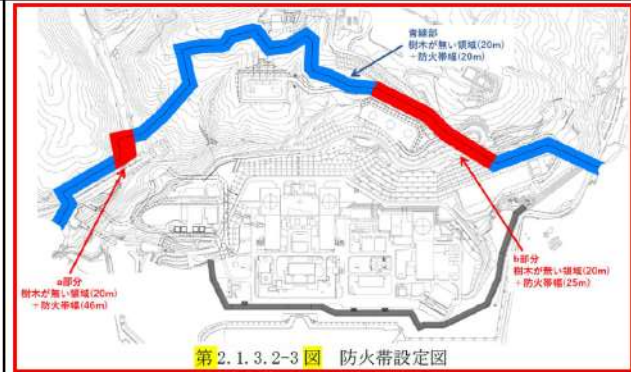 青線部
樹木が無い領域(20m)
+防火帯幅(20m)
a部分
樹木が無い領域(20m)
+防火帯幅(46m)
b部分
樹木が無い領域(20m)
+防火帯幅(25m)
第2.1.3.2-3図 防火帯設定図